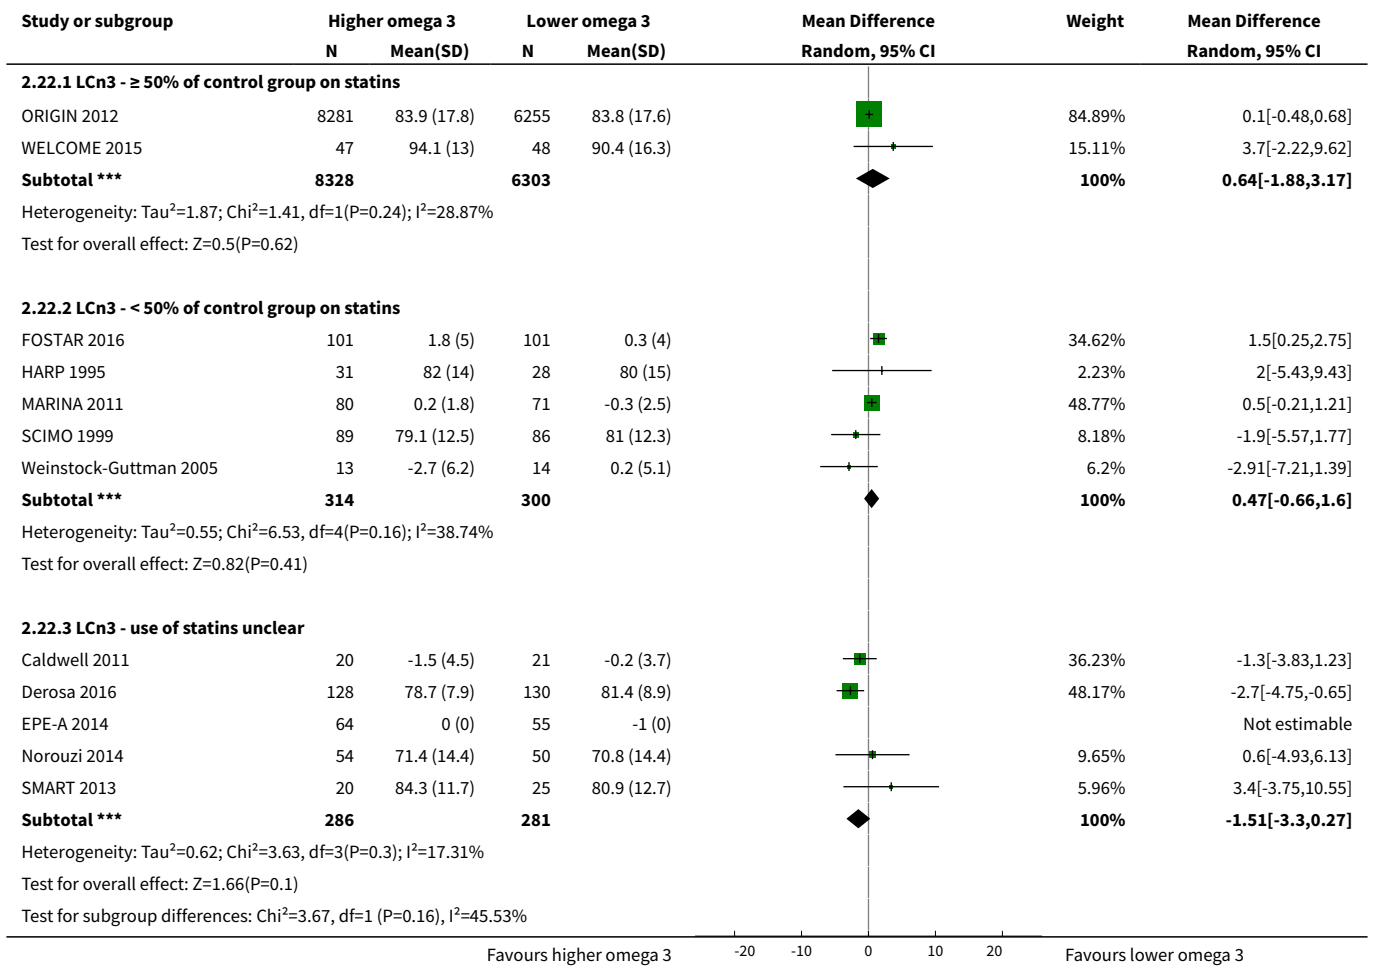 Study or subgroup Higher omega 3 Lower omega 3 Mean Difference Weight Mean Difference
N Mean(SD) N Mean(SD) Random, 95% CI Random, 95% CI
2.22.1 LCn3 - ≥ 50% of control group on statins
ORIGIN 2012 8281 83.9 (17.8) 6255 83.8 (17.6) 84.89% 0.1[-0.48,0.68]
WELCOME 2015 47 94.1 (13) 48 90.4 (16.3) 15.11% 3.7[-2.22,9.62]
Subtotal *** 8328 6303 100% 0.64[-1.88,3.17]
Heterogeneity: Tau²=1.87; Chi²=1.41, df=1(P=0.24); I²=28.87%
Test for overall effect: Z=0.5(P=0.62)
2.22.2 LCn3 - < 50% of control group on statins
FOSTAR 2016 101 1.8 (5) 101 0.3 (4) 34.62% 1.5[0.25,2.75]
HARP 1995 31 82 (14) 28 80 (15) 2.23% 2[-5.43,9.43]
MARINA 2011 80 0.2 (1.8) 71 -0.3 (2.5) 48.77% 0.5[-0.21,1.21]
SCIMO 1999 89 79.1 (12.5) 86 81 (12.3) 8.18% -1.9[-5.57,1.77]
Weinstock-Guttman 2005 13 -2.7 (6.2) 14 0.2 (5.1) 6.2% -2.91[-7.21,1.39]
Subtotal *** 314 300 100% 0.47[-0.66,1.6]
Heterogeneity: Tau²=0.55; Chi²=6.53, df=4(P=0.16); I²=38.74%
Test for overall effect: Z=0.82(P=0.41)
2.22.3 LCn3 - use of statins unclear
Caldwell 2011 20 -1.5 (4.5) 21 -0.2 (3.7) 36.23% -1.3[-3.83,1.23]
Derosa 2016 128 78.7 (7.9) 130 81.4 (8.9) 48.17% -2.7[-4.75,-0.65]
EPE-A 2014 64 0 (0) 55 -1 (0) Not estimable
Norouzi 2014 54 71.4 (14.4) 50 70.8 (14.4) 9.65% 0.6[-4.93,6.13]
SMART 2013 20 84.3 (11.7) 25 80.9 (12.7) 5.96% 3.4[-3.75,10.55]
Subtotal *** 286 281 100% -1.51[-3.3,0.27]
Heterogeneity: Tau²=0.62; Chi²=3.63, df=3(P=0.3); I²=17.31%
Test for overall effect: Z=1.66(P=0.1)
Test for subgroup differences: Chi²=3.67, df=1 (P=0.16), I²=45.53%
Favours higher omega 3 -20 -10 0 10 20 Favours lower omega 3